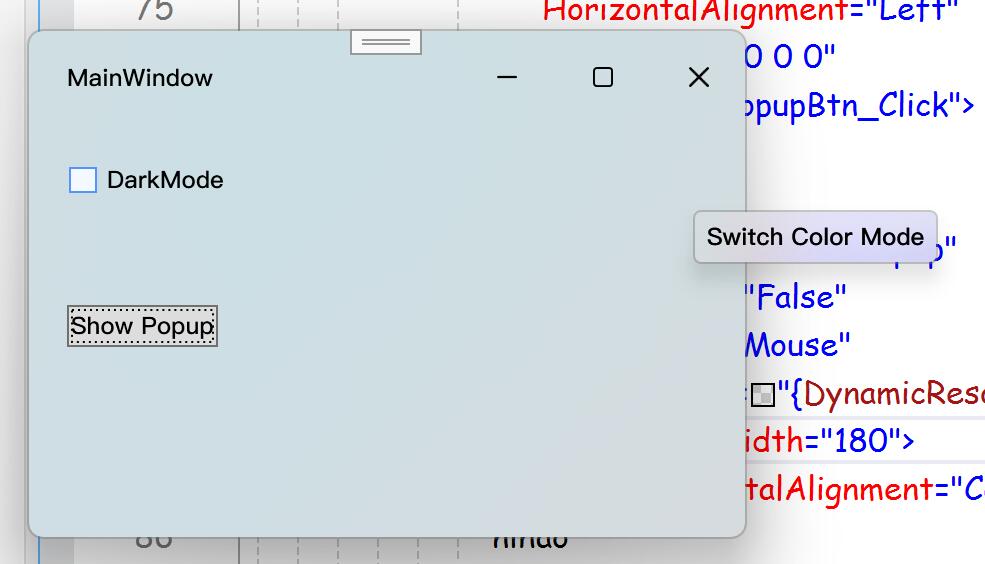 75
HorizontalAlignment="Left"
MainWindow
0 0 0"
opupBtn_Click">
DarkMode
Switch Color Mode
"False"
Show Popup
Mouse"
"{DynamicReso
idth="180">
talAlignment="C
80